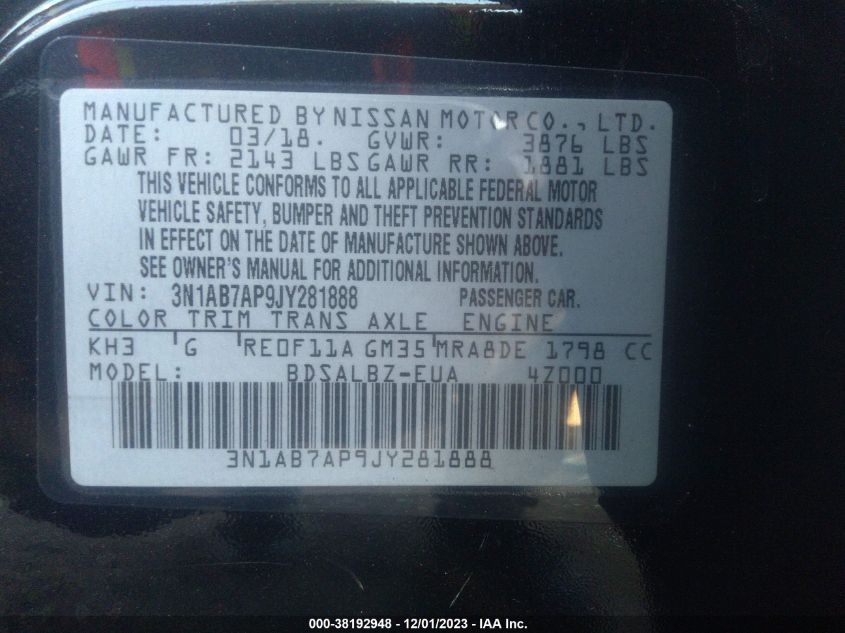 MANUFACTURED BY NISSAN MOTOR CO., LTD.
DATE: 03/18. GVWR: 3876 LBS
GAWR FR: 2143 LBS GAWR RR: 1881 LBS
THIS VEHICLE CONFORMS TO ALL APPLICABLE FEDERAL MOTOR
VEHICLE SAFETY, BUMPER AND THEFT PREVENTION STANDARDS
IN EFFECT ON THE DATE OF MANUFACTURE SHOWN ABOVE.
SEE OWNER'S MANUAL FOR ADDITIONAL INFORMATION.
VIN: 3N1AB7AP9JY281888 PASSENGER CAR.
COLOR TRIM TRANS AXLE ENGINE
KH3 'G 'RE0F11A GM35'MRA8DE 1798 CC
MODEL: BDSALBZ-EUA 4Z000
3N1AB7AP9JY281888
000-38192948 - 12/01/2023 - IAA Inc.